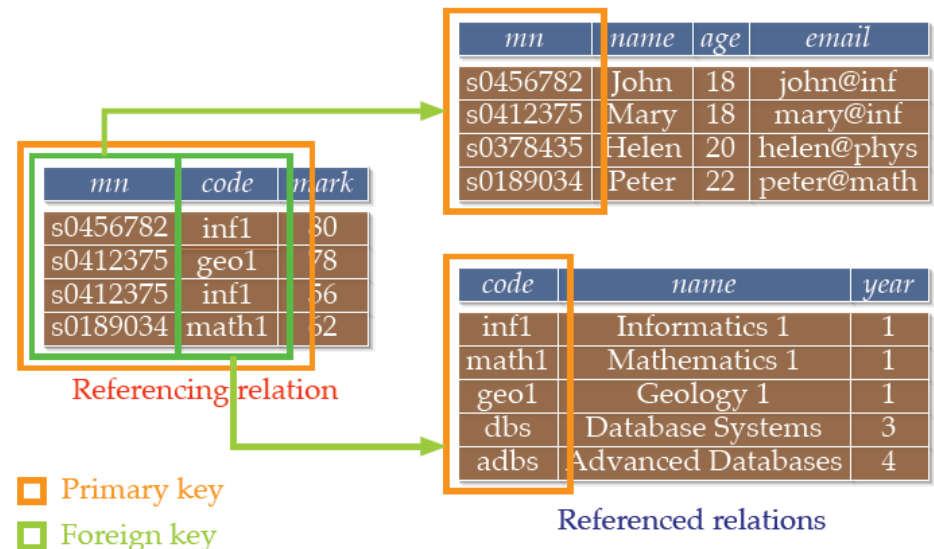 mn name age email
s0456782 John 18 john@inf
s0412375 Mary 18 mary@inf
s0378435 Helen 20 helen@phys
s0189034 Peter 22 peter@math
mn code mark
s0456782 inf1 80
s0412375 geo1 78
s0412375 inf1 56
s0189034 math1 62
Referencing relation
code name year
inf1 Informatics 1 1
math1 Mathematics 1 1
geo1 Geology 1 1
dbs Database Systems 3
adbs Advanced Databases 4
Referenced relations
Primary key
Foreign key